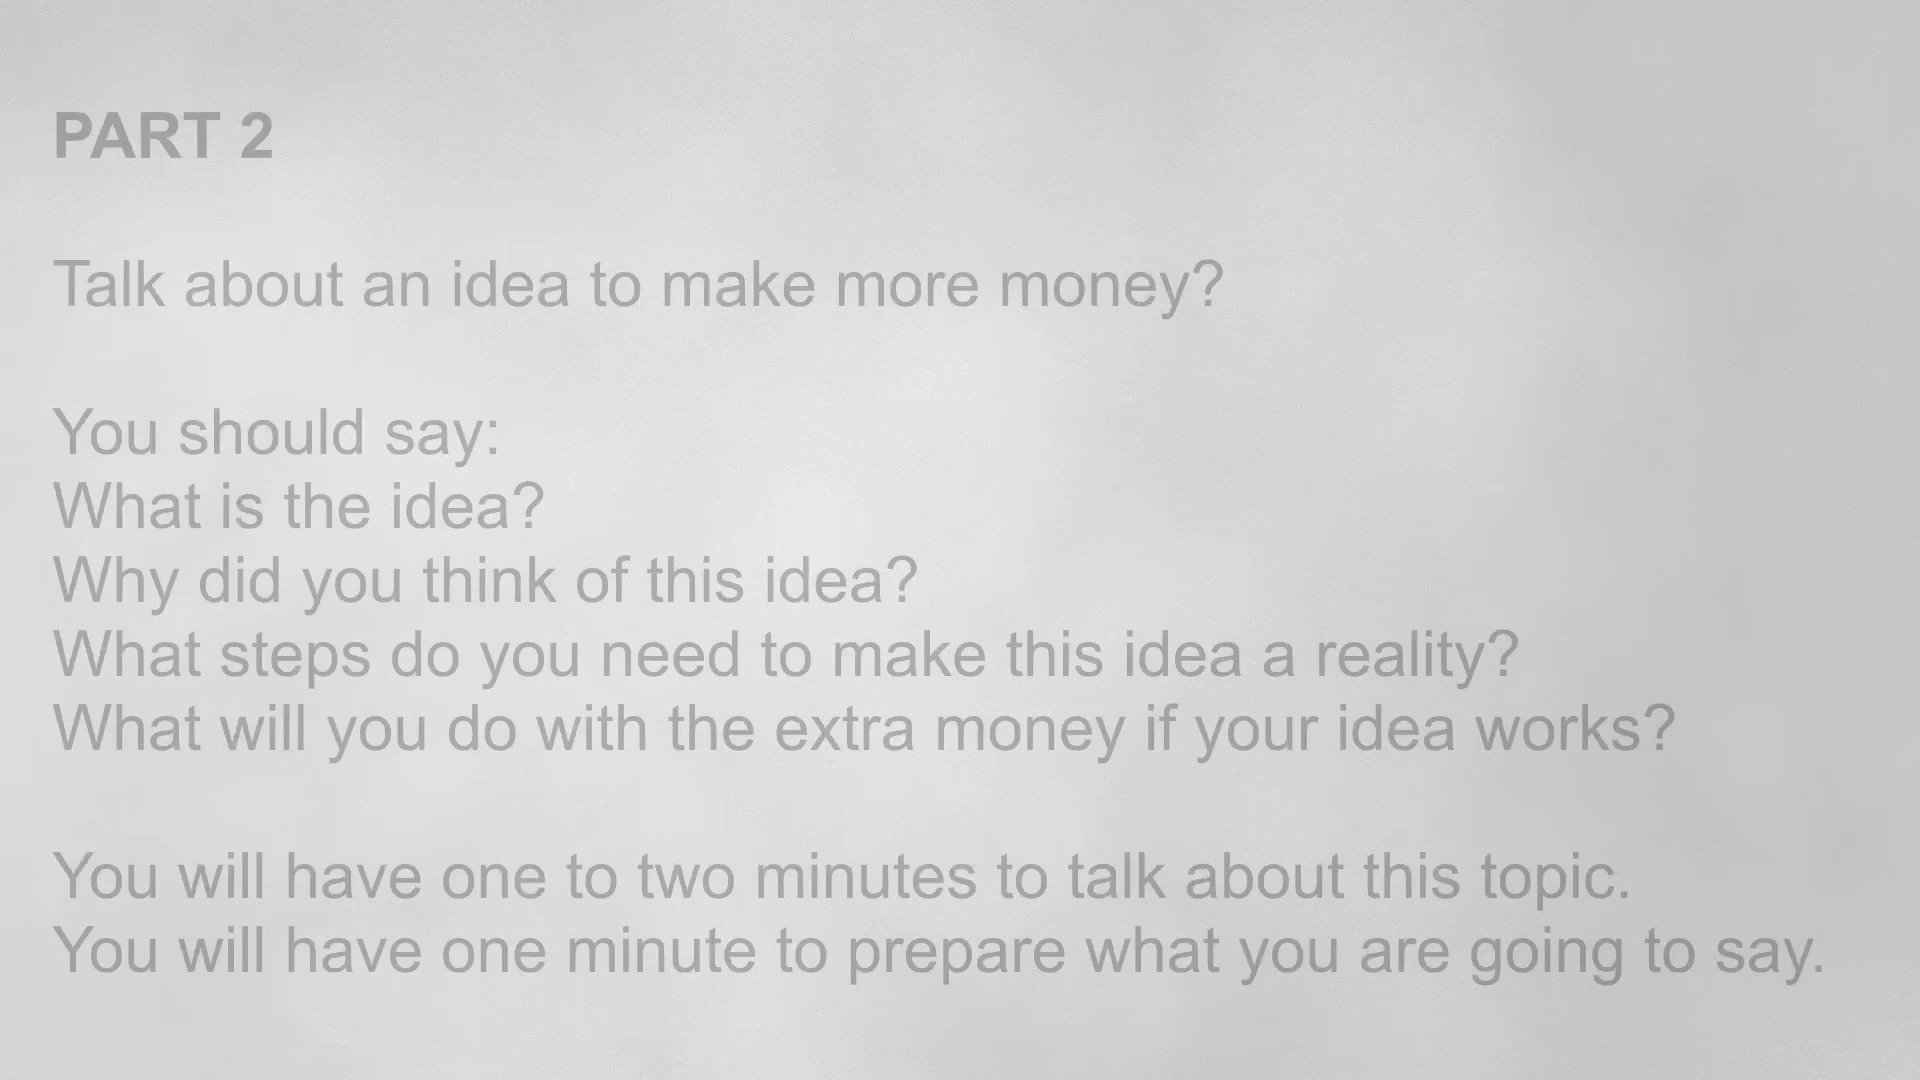 PART 2
Talk about an idea to make more money?
You should say:
What is the idea?
Why did you think of this idea?
What steps do you need to make this idea a reality?
What will you do with the extra money if your idea works?
You will have one to two minutes to talk about this topic.
You will have one minute to prepare what you are going to say.